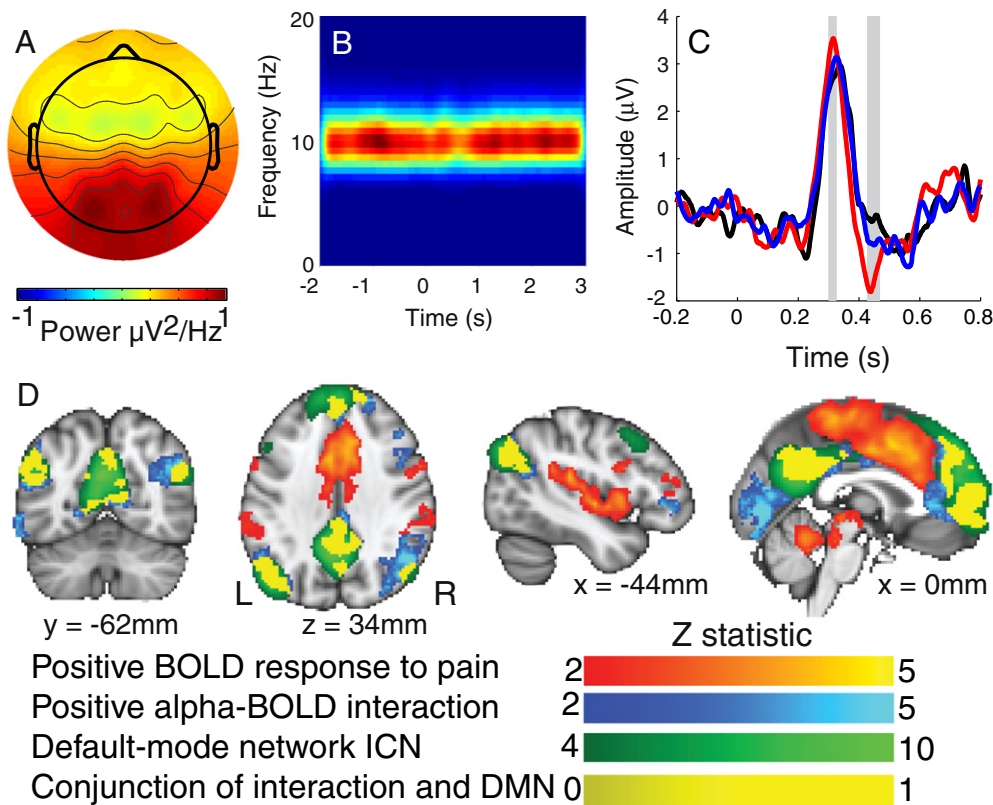 A
-1
1
Power µV²/Hz
B
20
10
0
Frequency (Hz)
-2 -1 0 1 2 3
Time (s)
C
4
3
2
1
0
-1
-2
Amplitude (µV)
-0.2 0 0.2 0.4 0.6 0.8
Time (s)
D
L
R
y = -62mm
z = 34mm
x = -44mm
x = 0mm
Z statistic
Positive BOLD response to pain 2 5
Positive alpha-BOLD interaction 2 5
Default-mode network ICN 4 10
Conjunction of interaction and DMN 0 1